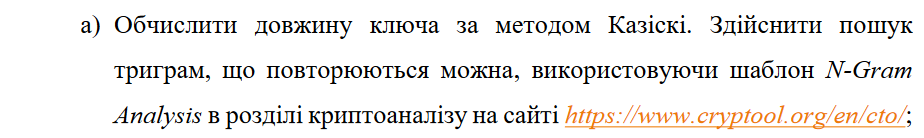 а) Обчислити довжину ключа за методом Казіскі. Здійснити пошук
триграм, що повторюються можна, використовуючи шаблон N-Gram
Analysis в розділі криптоаналізу на сайті https://www.cryptool.org/en/cto/;